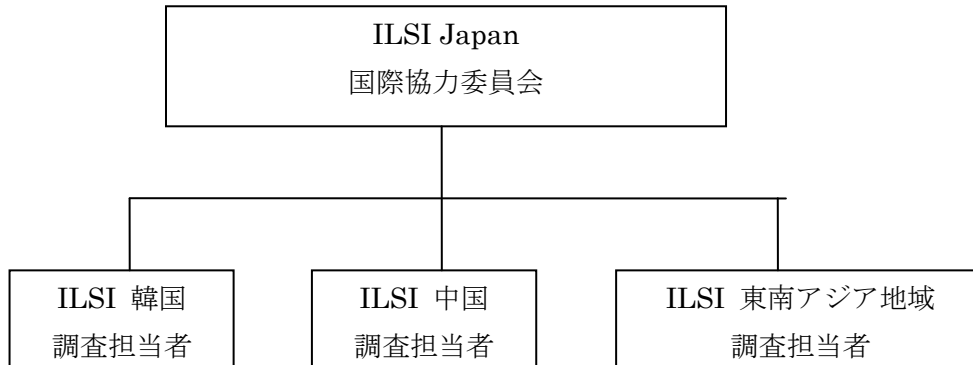 ILSI Japan
国際協力委員会
ILSI 韓国
調査担当者
ILSI 中国
調査担当者
ILSI 東南アジア地域
調査担当者